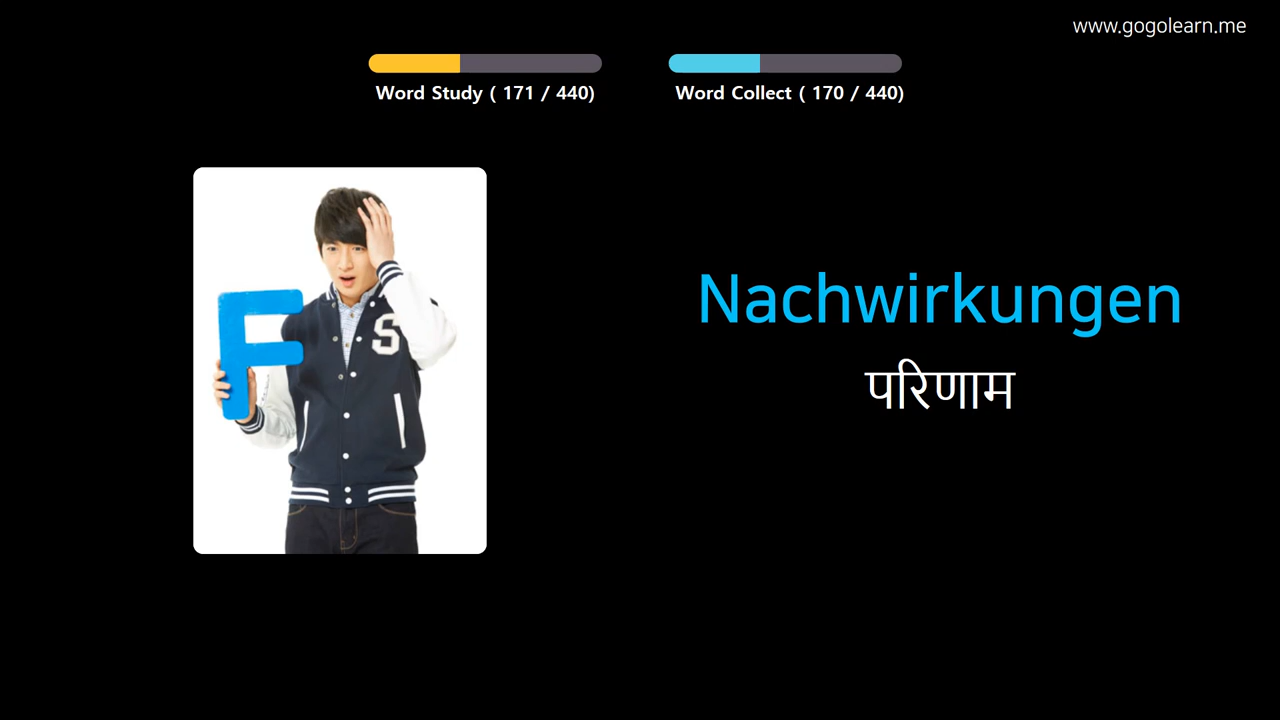 www.gogolearn.me
Word Study ( 171 / 440)
Word Collect ( 170 / 440)
F
S
Nachwirkungen
परिणाम